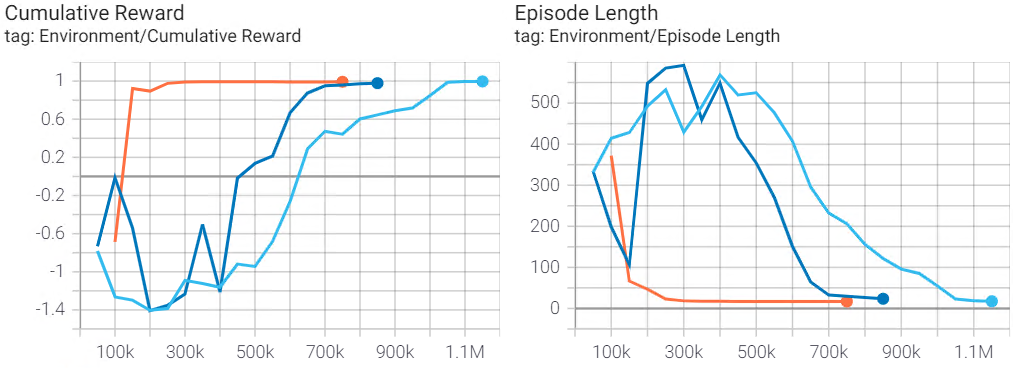 Cumulative Reward
tag: Environment/Cumulative Reward
1
0.6
0.2
-0.2
-0.6
-1
-1.4
100k 300k 500k 700k 900k 1.1M
Episode Length
tag: Environment/Episode Length
500
400
300
200
100
0
100k 300k 500k 700k 900k 1.1M